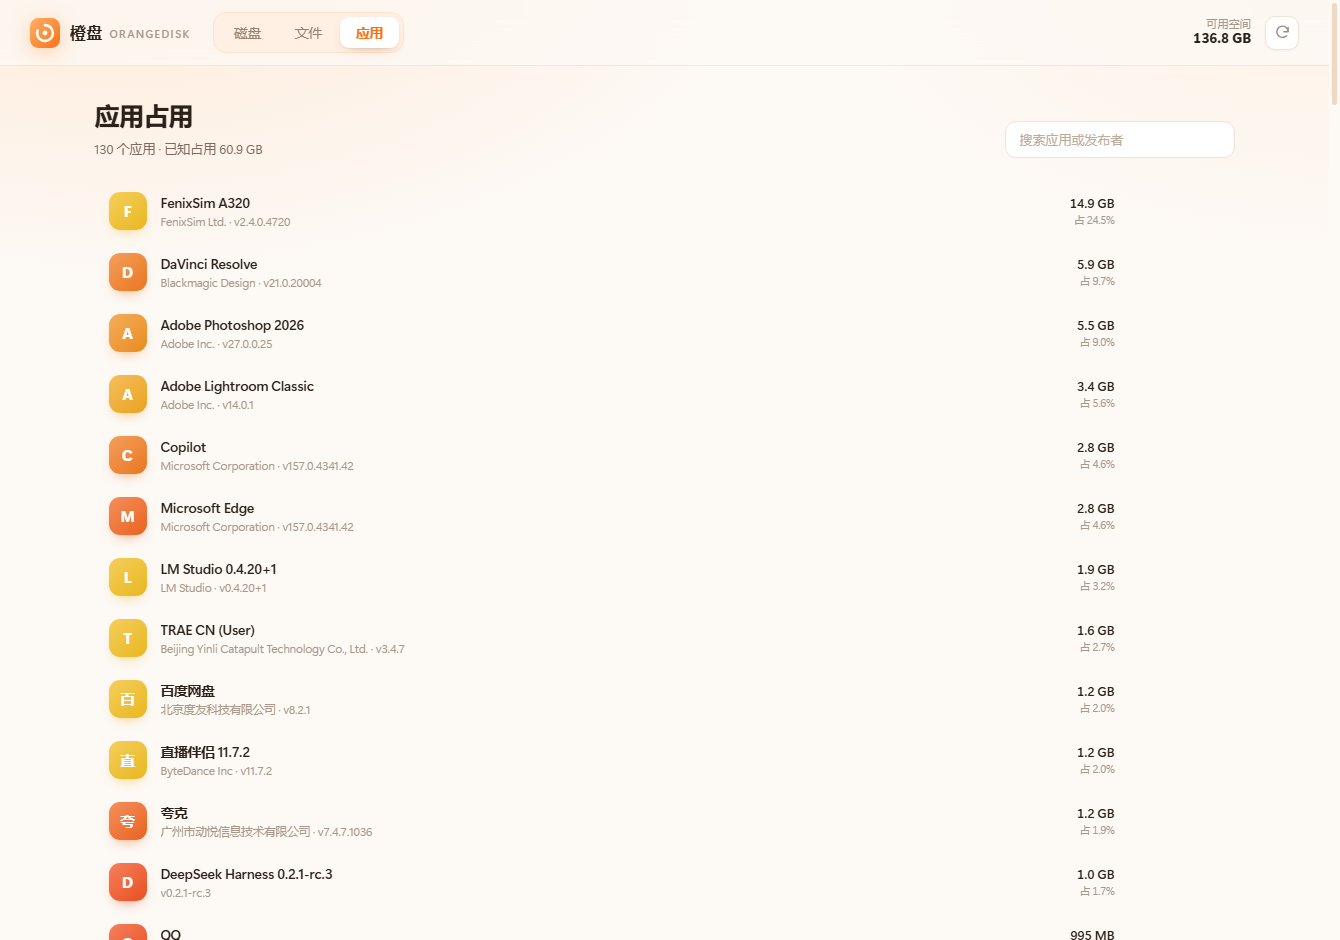 橙盘 ORANGEDISK 磁盘 文件 应用
可用空间
136.8 GB
应用占用
130 个应用 · 已知占用 60.9 GB
搜索应用或发布者
F FenixSim A320 14.9 GB
FenixSim Ltd. · v2.4.0.4720 占 24.5%
D DaVinci Resolve 5.9 GB
Blackmagic Design · v21.0.20004 占 9.7%
A Adobe Photoshop 2026 5.5 GB
Adobe Inc. · v27.0.0.25 占 9.0%
A Adobe Lightroom Classic 3.4 GB
Adobe Inc. · v14.0.1 占 5.6%
C Copilot 2.8 GB
Microsoft Corporation · v157.0.4341.42 占 4.6%
M Microsoft Edge 2.8 GB
Microsoft Corporation · v157.0.4341.42 占 4.6%
L LM Studio 0.4.20+1 1.9 GB
LM Studio · v0.4.20+1 占 3.2%
T TRAE CN (User) 1.6 GB
Beijing Yinli Catapult Technology Co., Ltd. · v3.4.7 占 2.7%
百 百度网盘 1.2 GB
北京度友科技有限公司 · v8.2.1 占 2.0%
直 直播伴侣 11.7.2 1.2 GB
ByteDance Inc · v11.7.2 占 2.0%
夸 夸克 1.2 GB
广州市动悦信息技术有限公司 · v7.4.7.1036 占 1.9%
D DeepSeek Harness 0.2.1-rc.3 1.0 GB
v0.2.1-rc.3 占 1.7%
QQ 995 MB